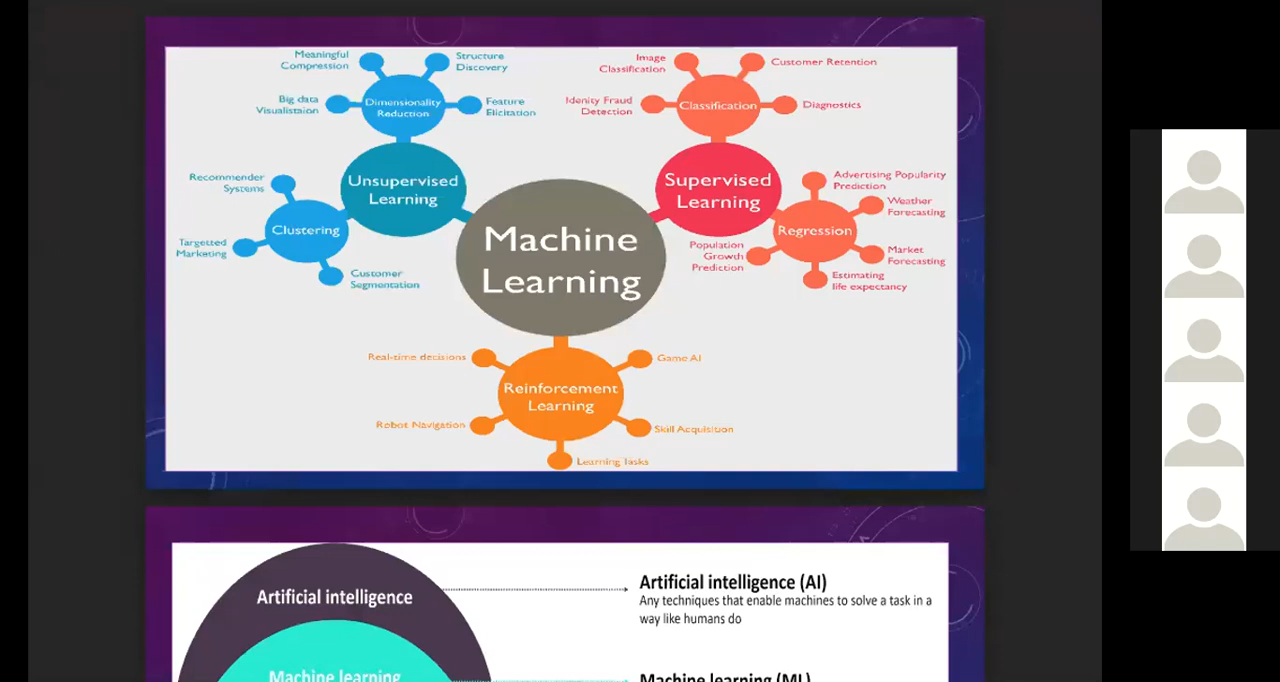 Meaningful
Compression
Structure
Discovery
Big data
Visualistaion
Dimensionality
Reduction
Feature
Elicitation
Unsupervised
Learning
Recommender
Systems
Clustering
Targetted
Marketing
Customer
Segmentation
Machine
Learning
Image
Classification
Customer Retention
Idenity Fraud
Detection
Classification
Diagnostics
Supervised
Learning
Advertising Popularity
Prediction
Weather
Forecasting
Regression
Population
Growth
Prediction
Market
Forecasting
Estimating
life expectancy
Real-time decisions
Game AI
Reinforcement
Learning
Robot Navigation
Skill Acquisition
Learning Tasks
Artificial intelligence
Artificial intelligence (AI)
Any techniques that enable machines to solve a task in a
way like humans do
Machine learning
Machine learning (ML)